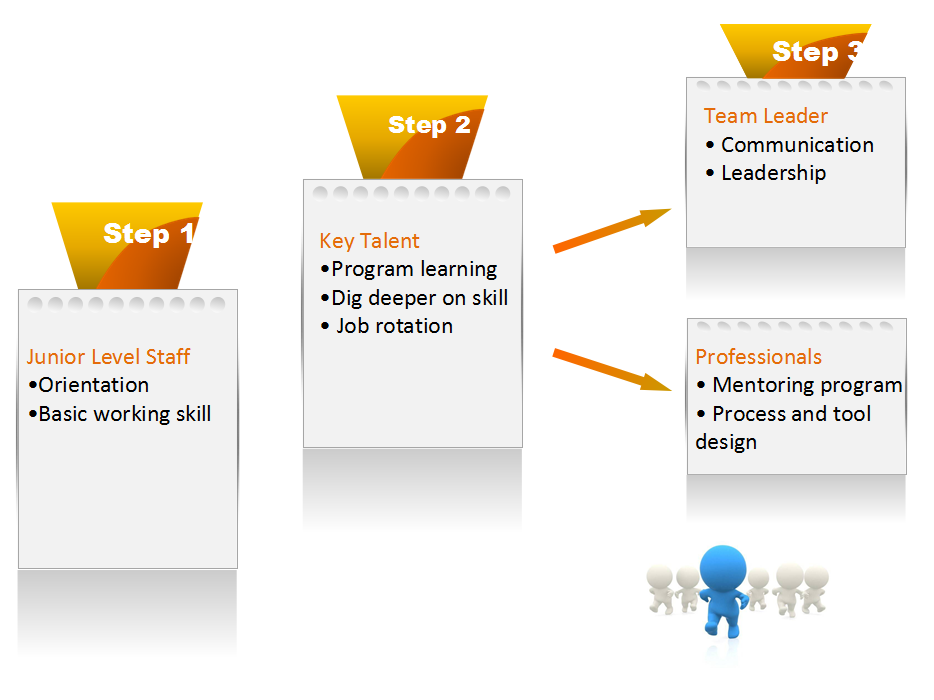 Step 1
Junior Level Staff
•Orientation
•Basic working skill
Step 2
Key Talent
•Program learning
•Dig deeper on skill
• Job rotation
Step 3
Team Leader
• Communication
• Leadership
Professionals
• Mentoring program
• Process and tool
design